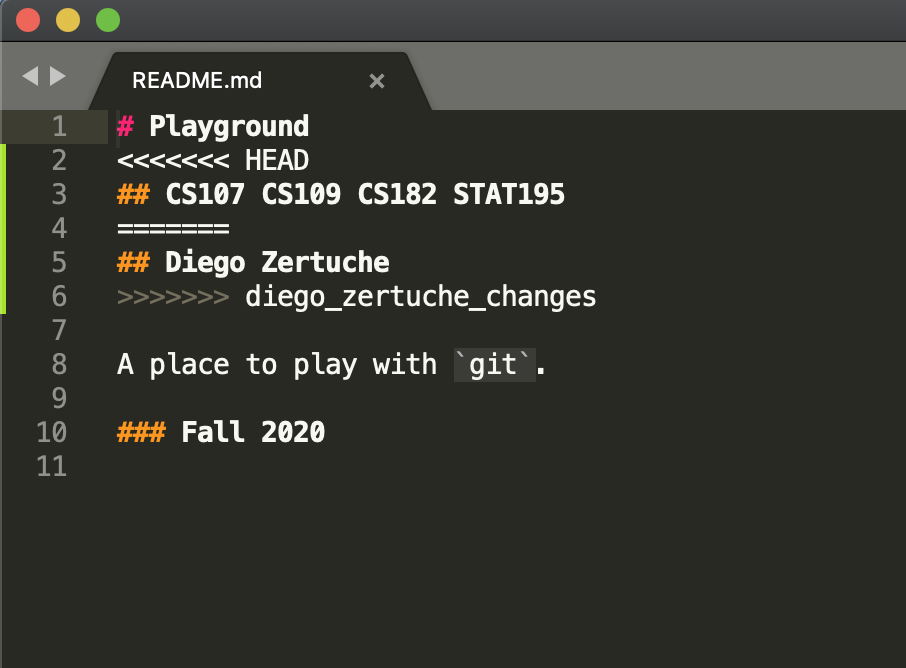 README.md ×
1 # Playground
2 <<<<<<< HEAD
3 ## CS107 CS109 CS182 STAT195
4 =======
5 ## Diego Zertuche
6 >>>>>>> diego_zertuche_changes
7
8 A place to play with `git`.
9
10 ### Fall 2020
11